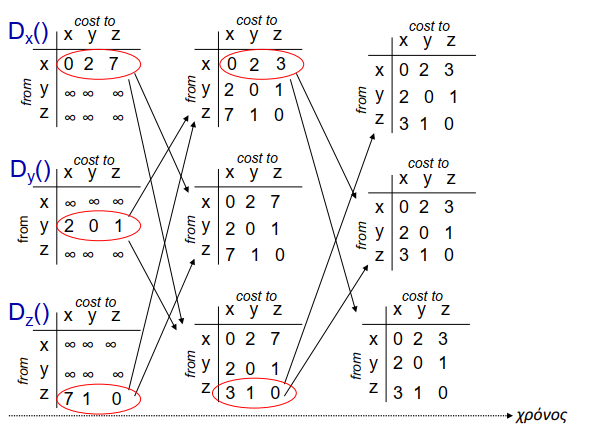 Dx()
cost to
x y z
from
x 0 2 7
y ∞ ∞ ∞
z ∞ ∞ ∞
cost to
x y z
from
x 0 2 3
y 2 0 1
z 7 1 0
cost to
x y z
from
x 0 2 3
y 2 0 1
z 3 1 0
Dy()
cost to
x y z
from
x ∞ ∞ ∞
y 2 0 1
z ∞ ∞ ∞
cost to
x y z
from
x 0 2 7
y 2 0 1
z 7 1 0
cost to
x y z
from
x 0 2 3
y 2 0 1
z 3 1 0
Dz()
cost to
x y z
from
x ∞ ∞ ∞
y ∞ ∞ ∞
z 7 1 0
cost to
x y z
from
x 0 2 7
y 2 0 1
z 3 1 0
cost to
x y z
from
x 0 2 3
y 2 0 1
z 3 1 0
χρόνος